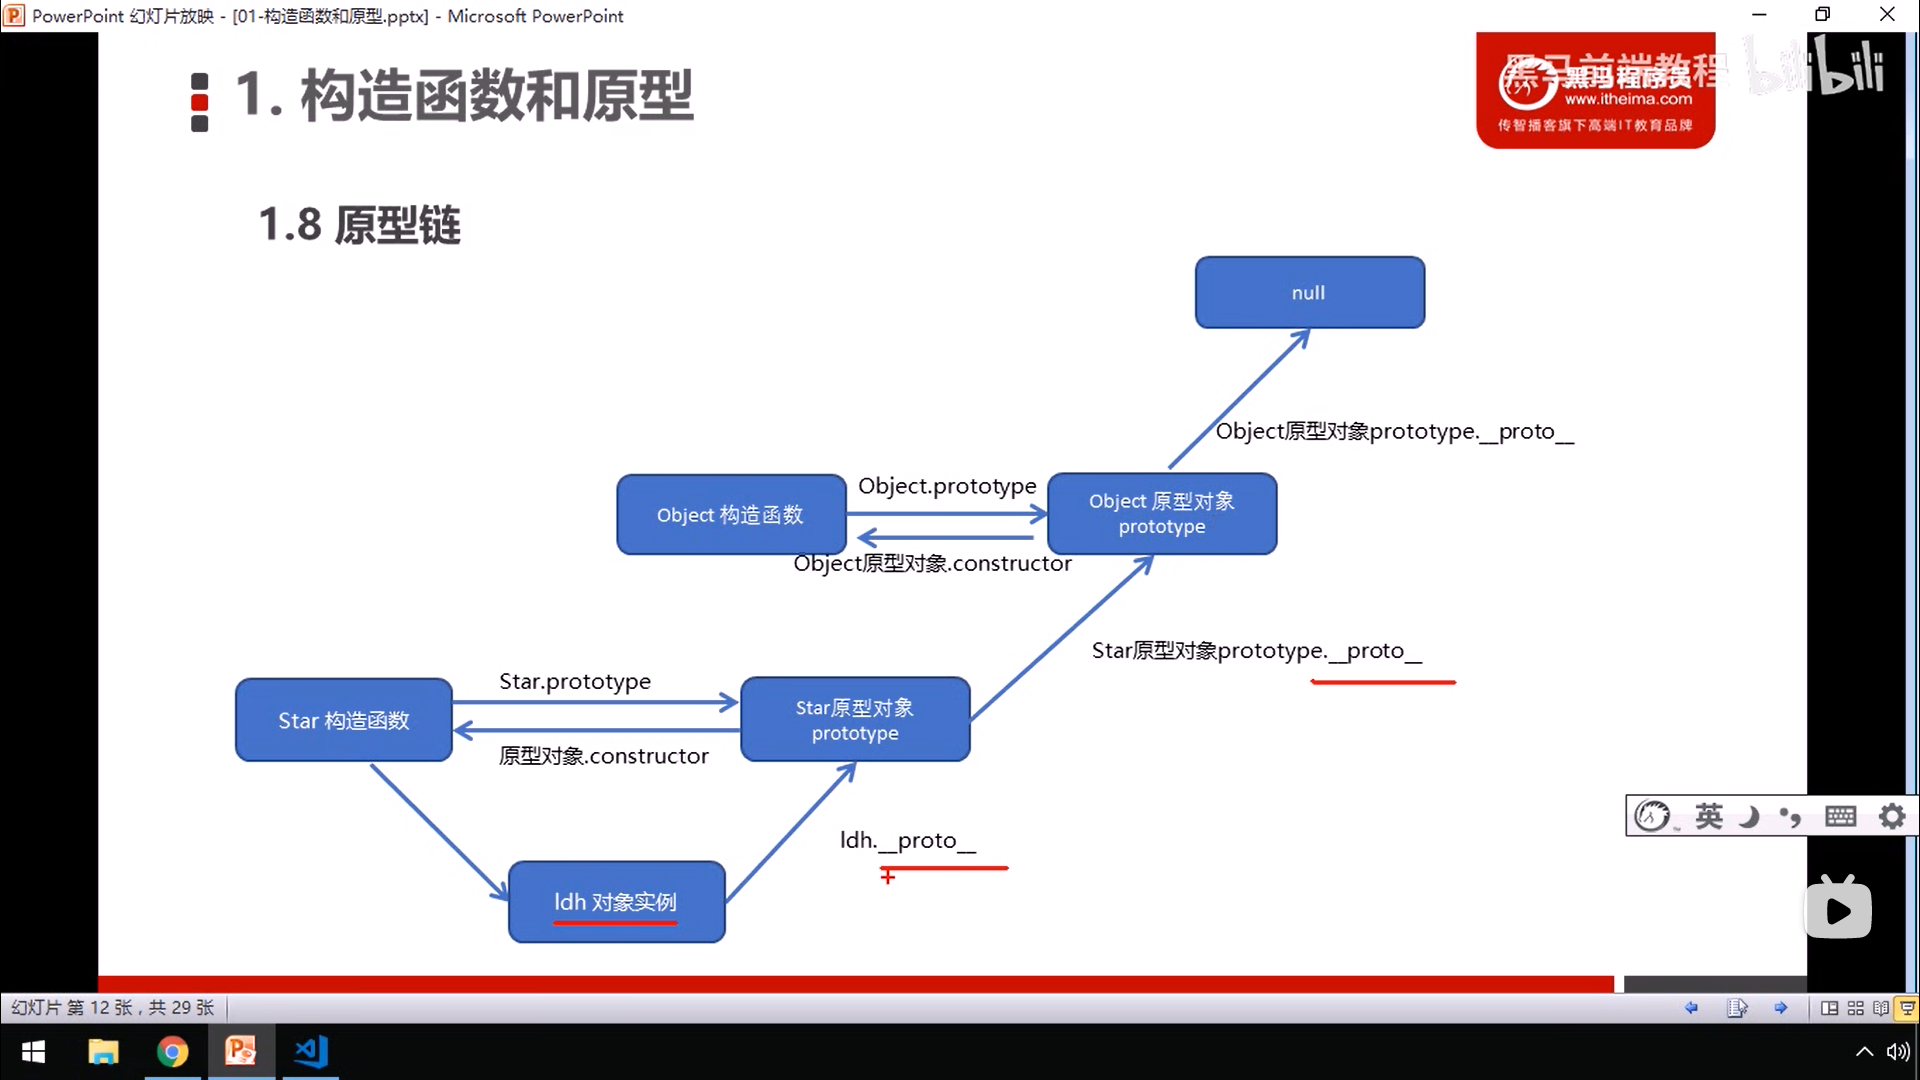 PowerPoint 幻灯片放映 - [01-构造函数和原型.pptx] - Microsoft PowerPoint
1. 构造函数和原型
黑马前端教程 bilibili
黑马程序员
www.itheima.com
传智播客旗下高端IT教育品牌
1.8 原型链
null
Object原型对象prototype.__proto__
Object 构造函数
Object.prototype
Object 原型对象
prototype
Object原型对象.constructor
Star原型对象prototype.__proto__
Star 构造函数
Star.prototype
Star原型对象
prototype
原型对象.constructor
ldh.__proto__
ldh 对象实例
英
幻灯片 第 12 张，共 29 张